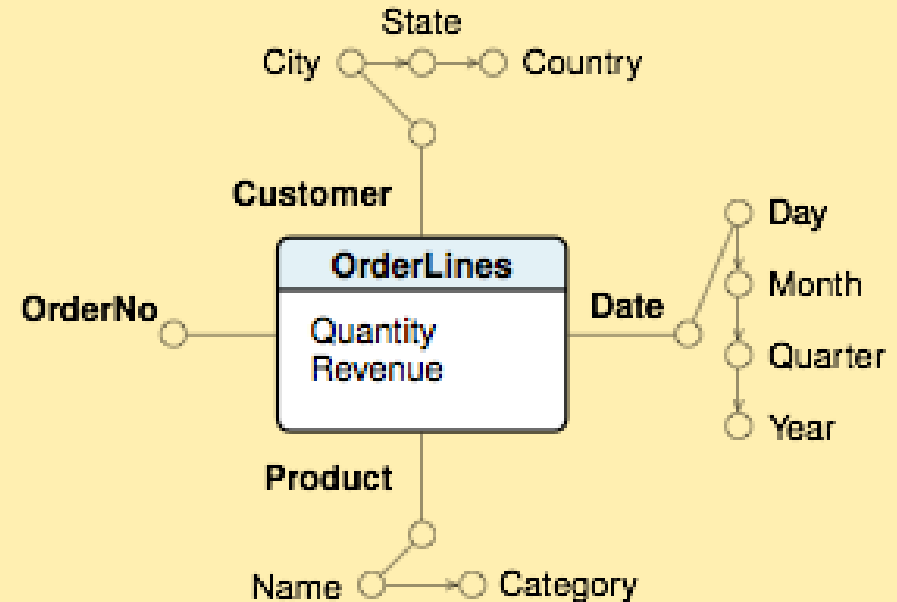 State
City
Country
Customer
Day
OrderLines
Month
OrderNo
Date
Quantity
Quarter
Revenue
Year
Product
Name
Category